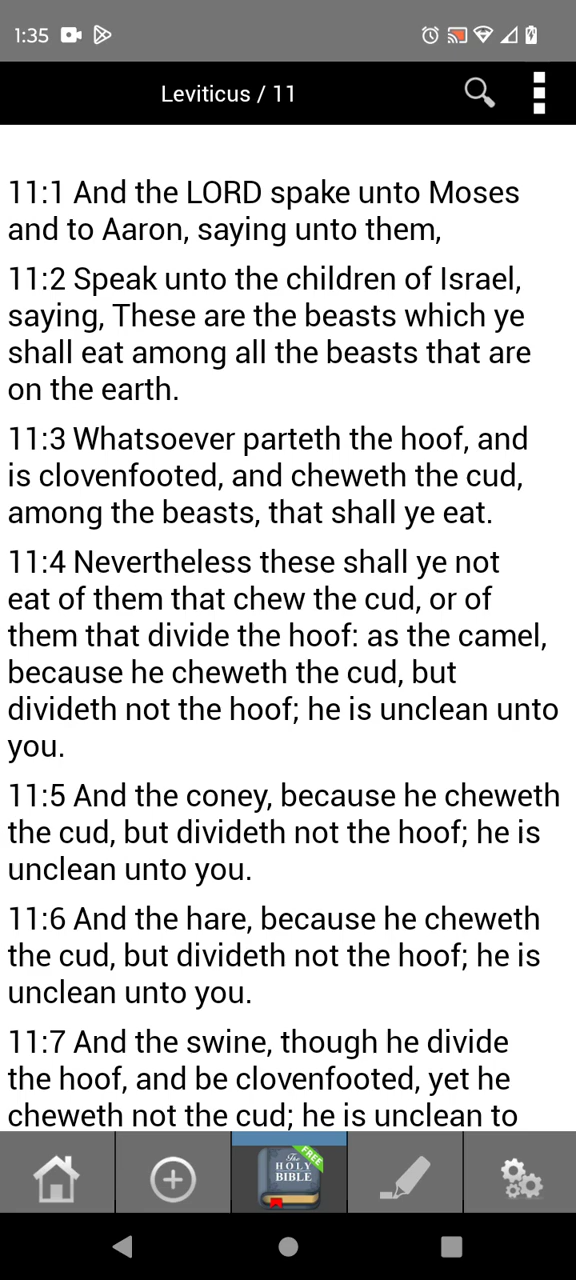 1:35
Leviticus / 11
11:1 And the LORD spake unto Moses
and to Aaron, saying unto them,
11:2 Speak unto the children of Israel,
saying, These are the beasts which ye
shall eat among all the beasts that are
on the earth.
11:3 Whatsoever parteth the hoof, and
is clovenfooted, and cheweth the cud,
among the beasts, that shall ye eat.
11:4 Nevertheless these shall ye not
eat of them that chew the cud, or of
them that divide the hoof: as the camel,
because he cheweth the cud, but
divideth not the hoof; he is unclean unto
you.
11:5 And the coney, because he cheweth
the cud, but divideth not the hoof; he is
unclean unto you.
11:6 And the hare, because he cheweth
the cud, but divideth not the hoof; he is
unclean unto you.
11:7 And the swine, though he divide
the hoof, and be clovenfooted, yet he
cheweth not the cud; he is unclean to
The
HOLY
BIBLE
FREE